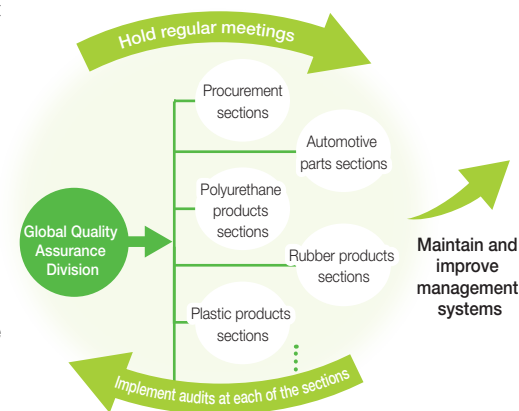 Hold regular meetings
Procurement
sections
Automotive
parts sections
Polyurethane
products
sections
Global Quality
Assurance
Division
Rubber products
sections
Maintain and
improve
management
systems
Plastic products
sections
Implement audits at each of the sections